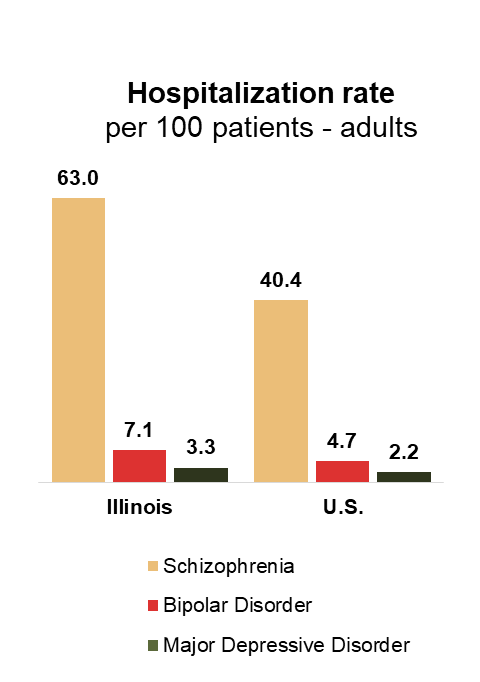 Hospitalization rate
per 100 patients - adults
63.0
40.4
7.1
3.3
4.7
2.2
Illinois
U.S.
Schizophrenia
Bipolar Disorder
Major Depressive Disorder